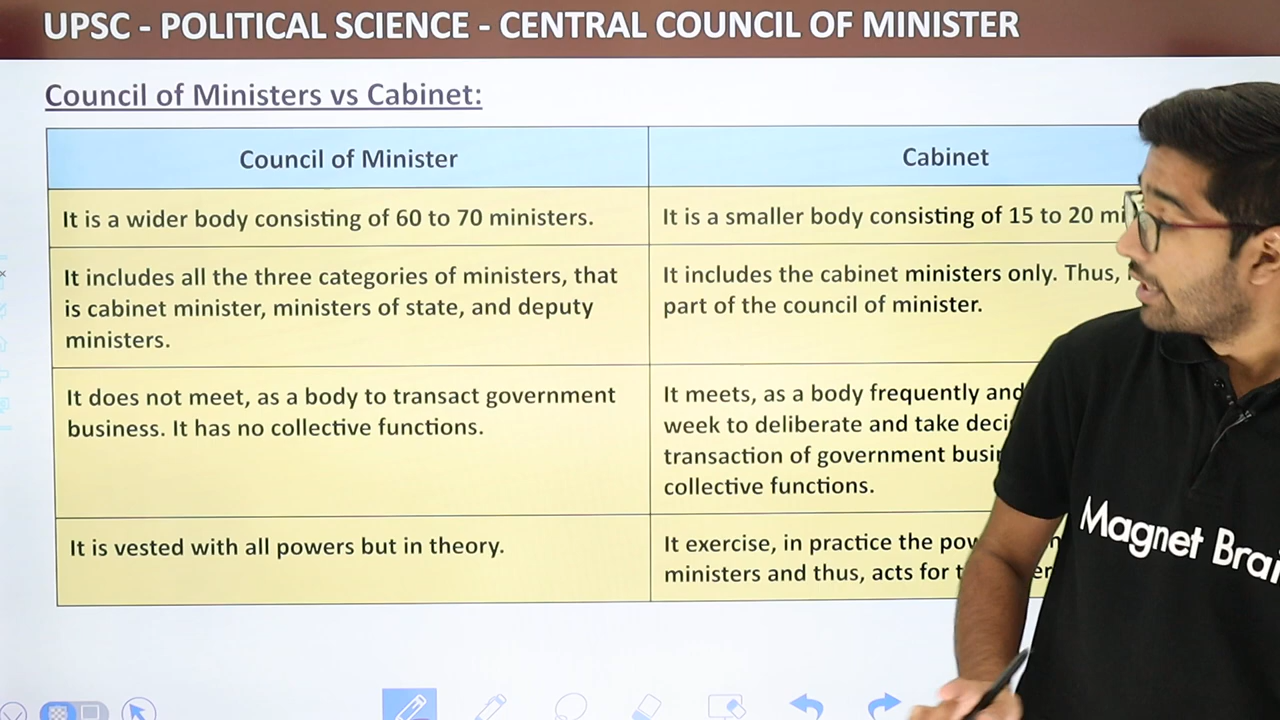 UPSC - POLITICAL SCIENCE - CENTRAL COUNCIL OF MINISTER
Council of Ministers vs Cabinet:
Council of Minister
Cabinet
It is a wider body consisting of 60 to 70 ministers.
It is a smaller body consisting of 15 to 20
It includes all the three categories of ministers, that
is cabinet minister, ministers of state, and deputy
ministers.
It includes the cabinet ministers only. Thus,
part of the council of minister.
It does not meet, as a body to transact government
business. It has no collective functions.
It meets, as a body frequently and
week to deliberate and take
transaction of government
collective functions.
It is vested with all powers but in theory.
It exercise, in practice the
ministers and thus, acts for
Magnet